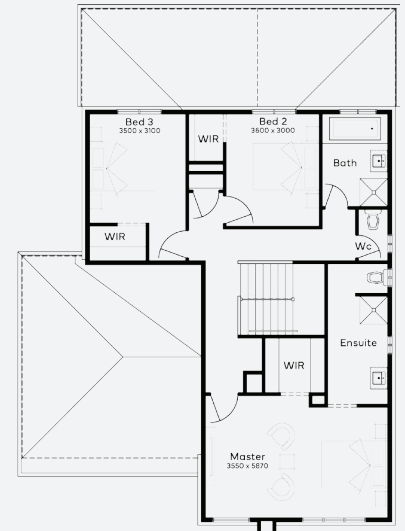 Bed 3
3500 x 3100
WIR
Bed 2
3600 x 3000
Bath
WIR
Wc
Ensuite
WIR
Master
3550 x 5870